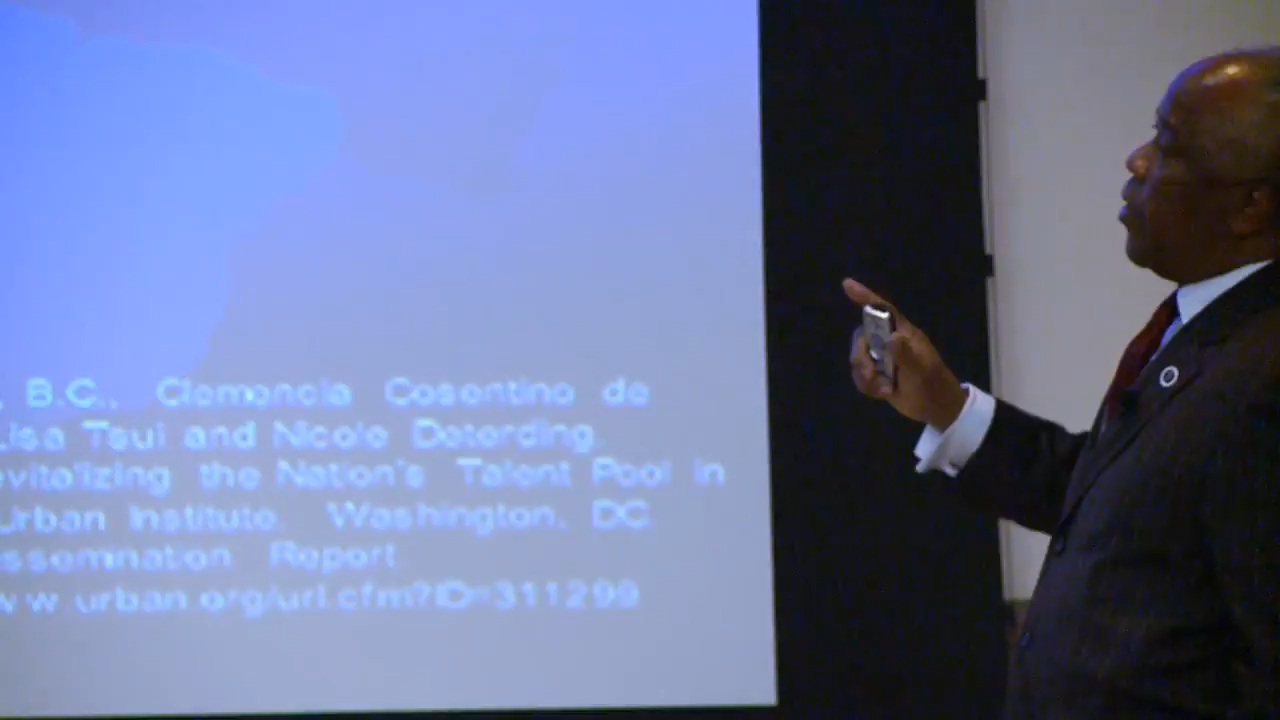 . B.C., Clemencia Cosentino de
Lisa Tsui and Nicole Deterding.
evitalizing the Nation's Talent Pool in
Urban Institute. Washington, DC
ssemination Report
ww.urban.org/url.cfm?ID=311299